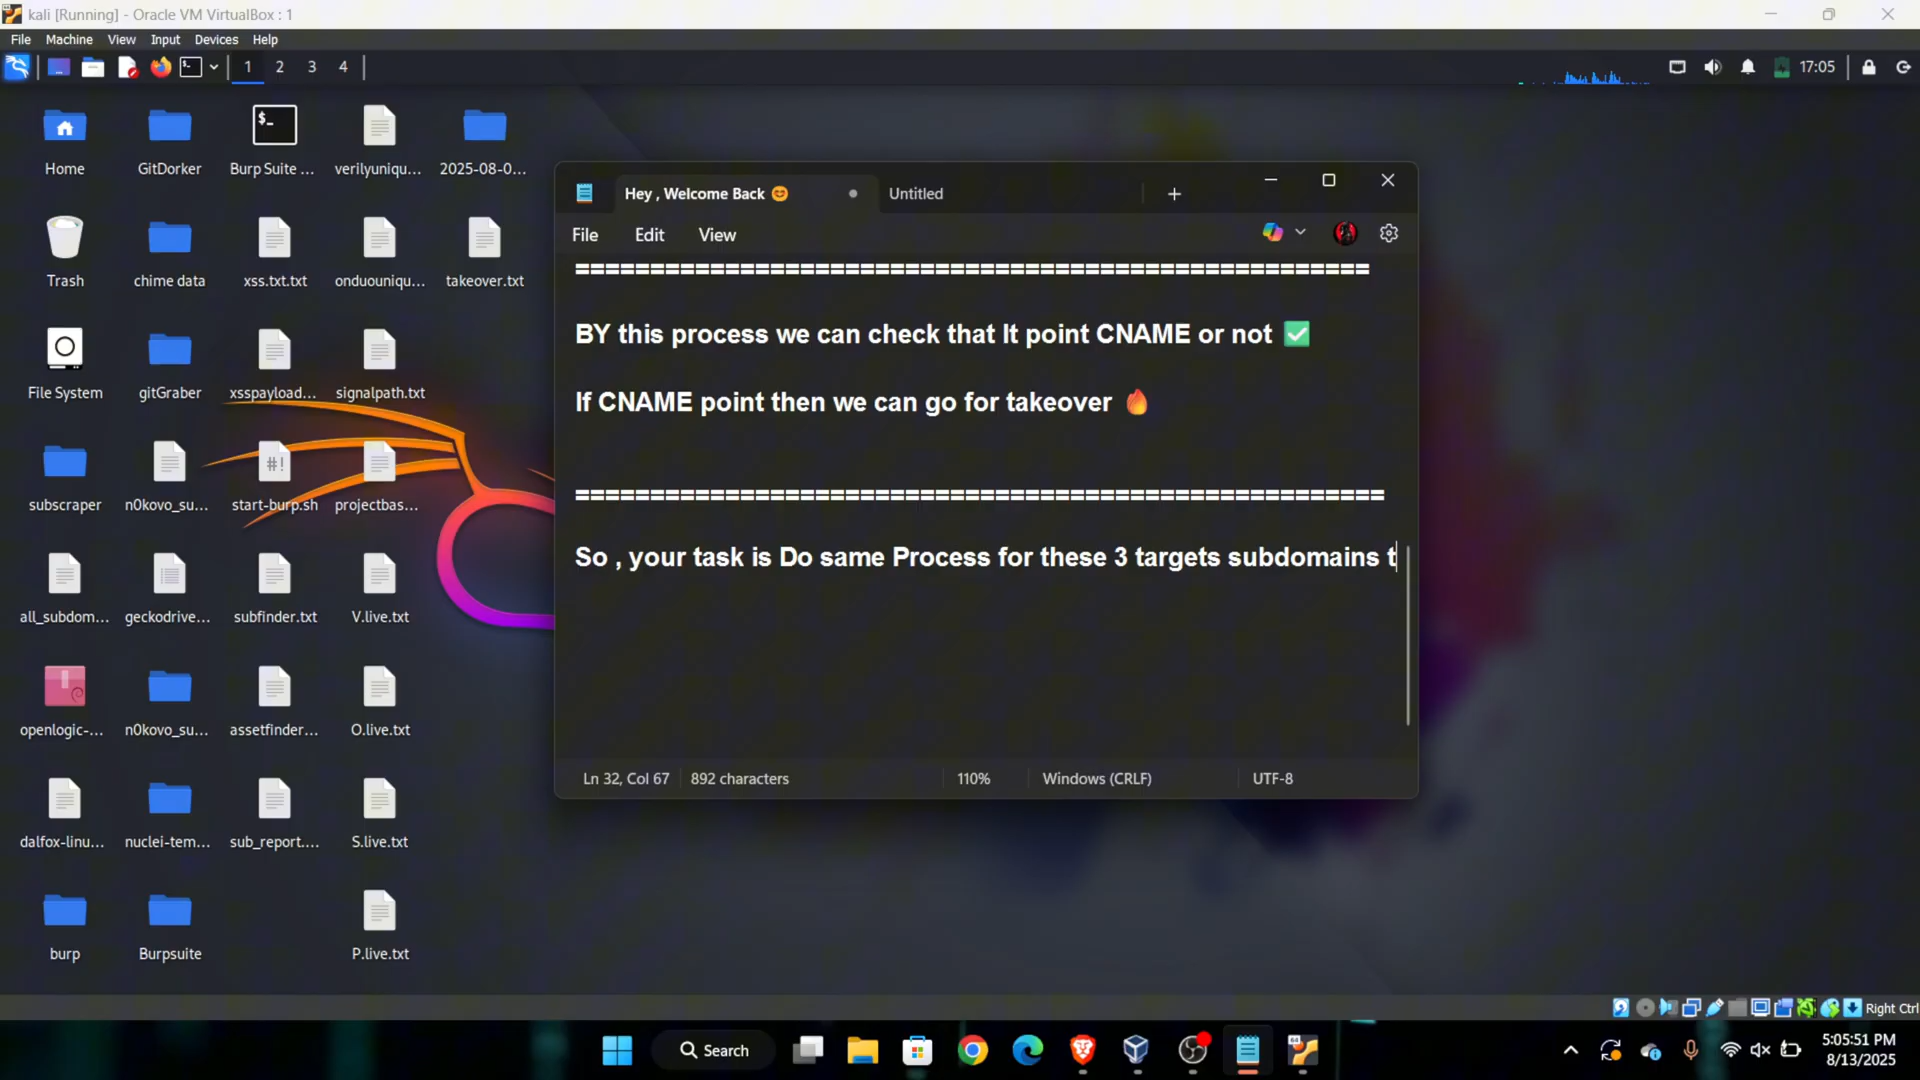 kali [Running] - Oracle VM VirtualBox : 1
File Machine View Input Devices Help
1 2 3 4 17:05
Home GitDorker Burp Suite ... verilyuniqu... 2025-08-0...
Trash chime data xss.txt.txt onduouniqu... takeover.txt
File System gitGraber xsspayload... signalpath.txt
subscraper n0kovo_su... start-burp.sh projectbas...
all_subdom... geckodrive... subfinder.txt V.live.txt
openlogic-... n0kovo_su... assetfinder... O.live.txt
dalfox-linu... nuclei-tem... sub_report.... S.live.txt
burp Burpsuite P.live.txt
Hey , Welcome Back 😊 Untitled
File Edit View
=====================================================
BY this process we can check that It point CNAME or not ✅
If CNAME point then we can go for takeover 🔥
======================================================
So , your task is Do same Process for these 3 targets subdomains t
Ln 32, Col 67 892 characters 110% Windows (CRLF) UTF-8
Right Ctrl
Search
5:05:51 PM
8/13/2025